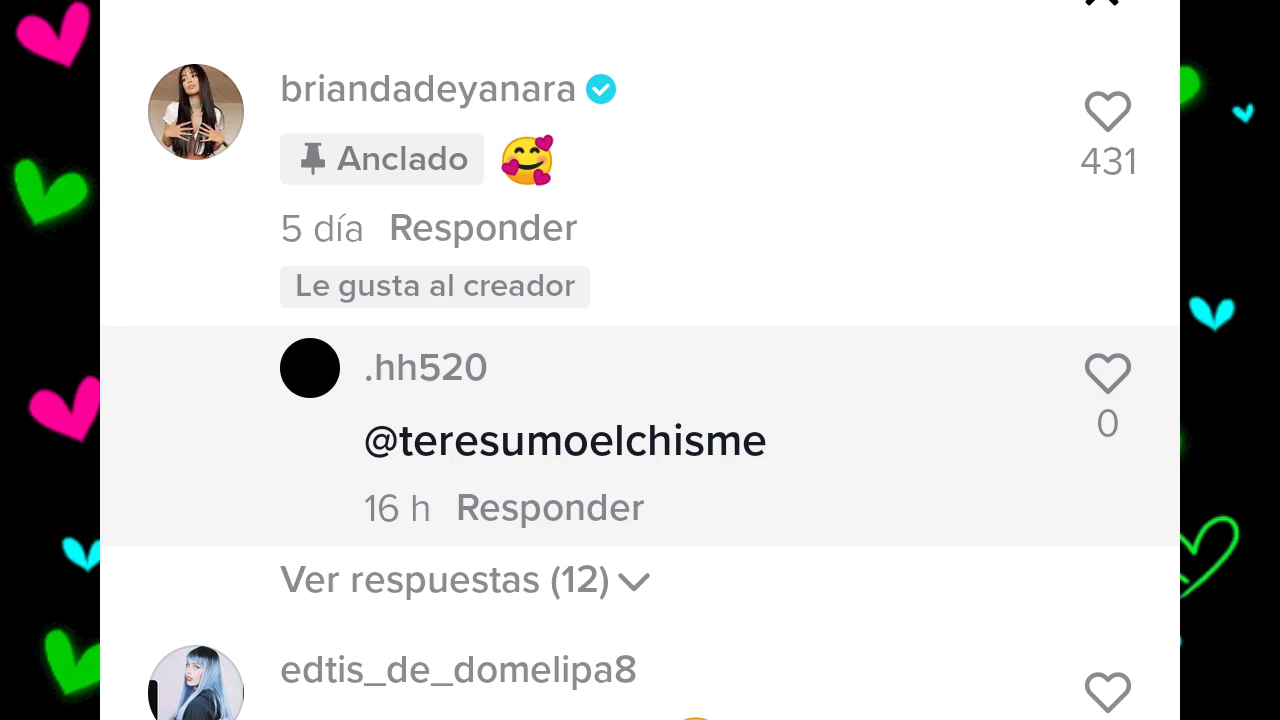 briandadeyanara
Anclado 🥰
431
5 día Responder
Le gusta al creador
.hh520
@teresumoelchisme
0
16 h Responder
Ver respuestas (12)
edtis_de_domelipa8